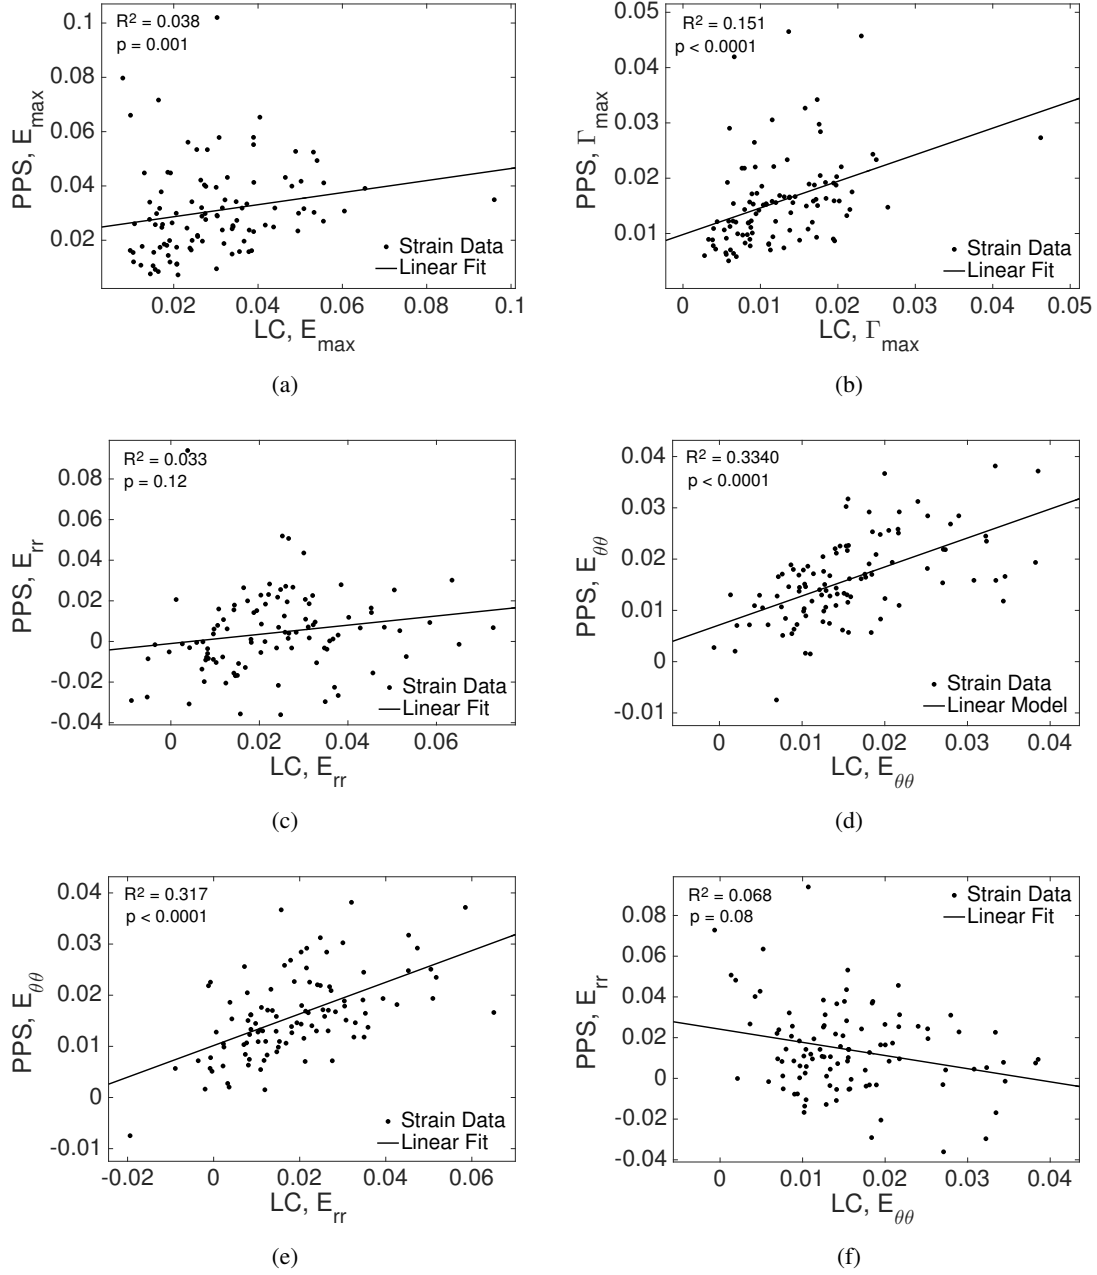 R² = 0.038
p = 0.001
0.1
0.08
0.06
0.04
0.02
PPS, E_max
Strain Data
Linear Fit
0.02 0.04 0.06 0.08 0.1
LC, E_max
(a)
R² = 0.151
p < 0.0001
0.05
0.04
0.03
0.02
0.01
PPS, Γ_max
Strain Data
Linear Fit
0 0.01 0.02 0.03 0.04 0.05
LC, Γ_max
(b)
R² = 0.033
p = 0.12
0.08
0.06
0.04
0.02
0
-0.02
-0.04
PPS, E_rr
Strain Data
Linear Fit
0 0.02 0.04 0.06
LC, E_rr
(c)
R² = 0.3340
p < 0.0001
0.04
0.03
0.02
0.01
0
-0.01
PPS, E_θθ
Strain Data
Linear Model
0 0.01 0.02 0.03 0.04
LC, E_θθ
(d)
R² = 0.317
p < 0.0001
0.04
0.03
0.02
0.01
0
-0.01
PPS, E_θθ
Strain Data
Linear Fit
-0.02 0 0.02 0.04 0.06
LC, E_rr
(e)
R² = 0.068
p = 0.08
Strain Data
Linear Fit
0.08
0.06
0.04
0.02
0
-0.02
-0.04
PPS, E_rr
0 0.01 0.02 0.03 0.04
LC, E_θθ
(f)